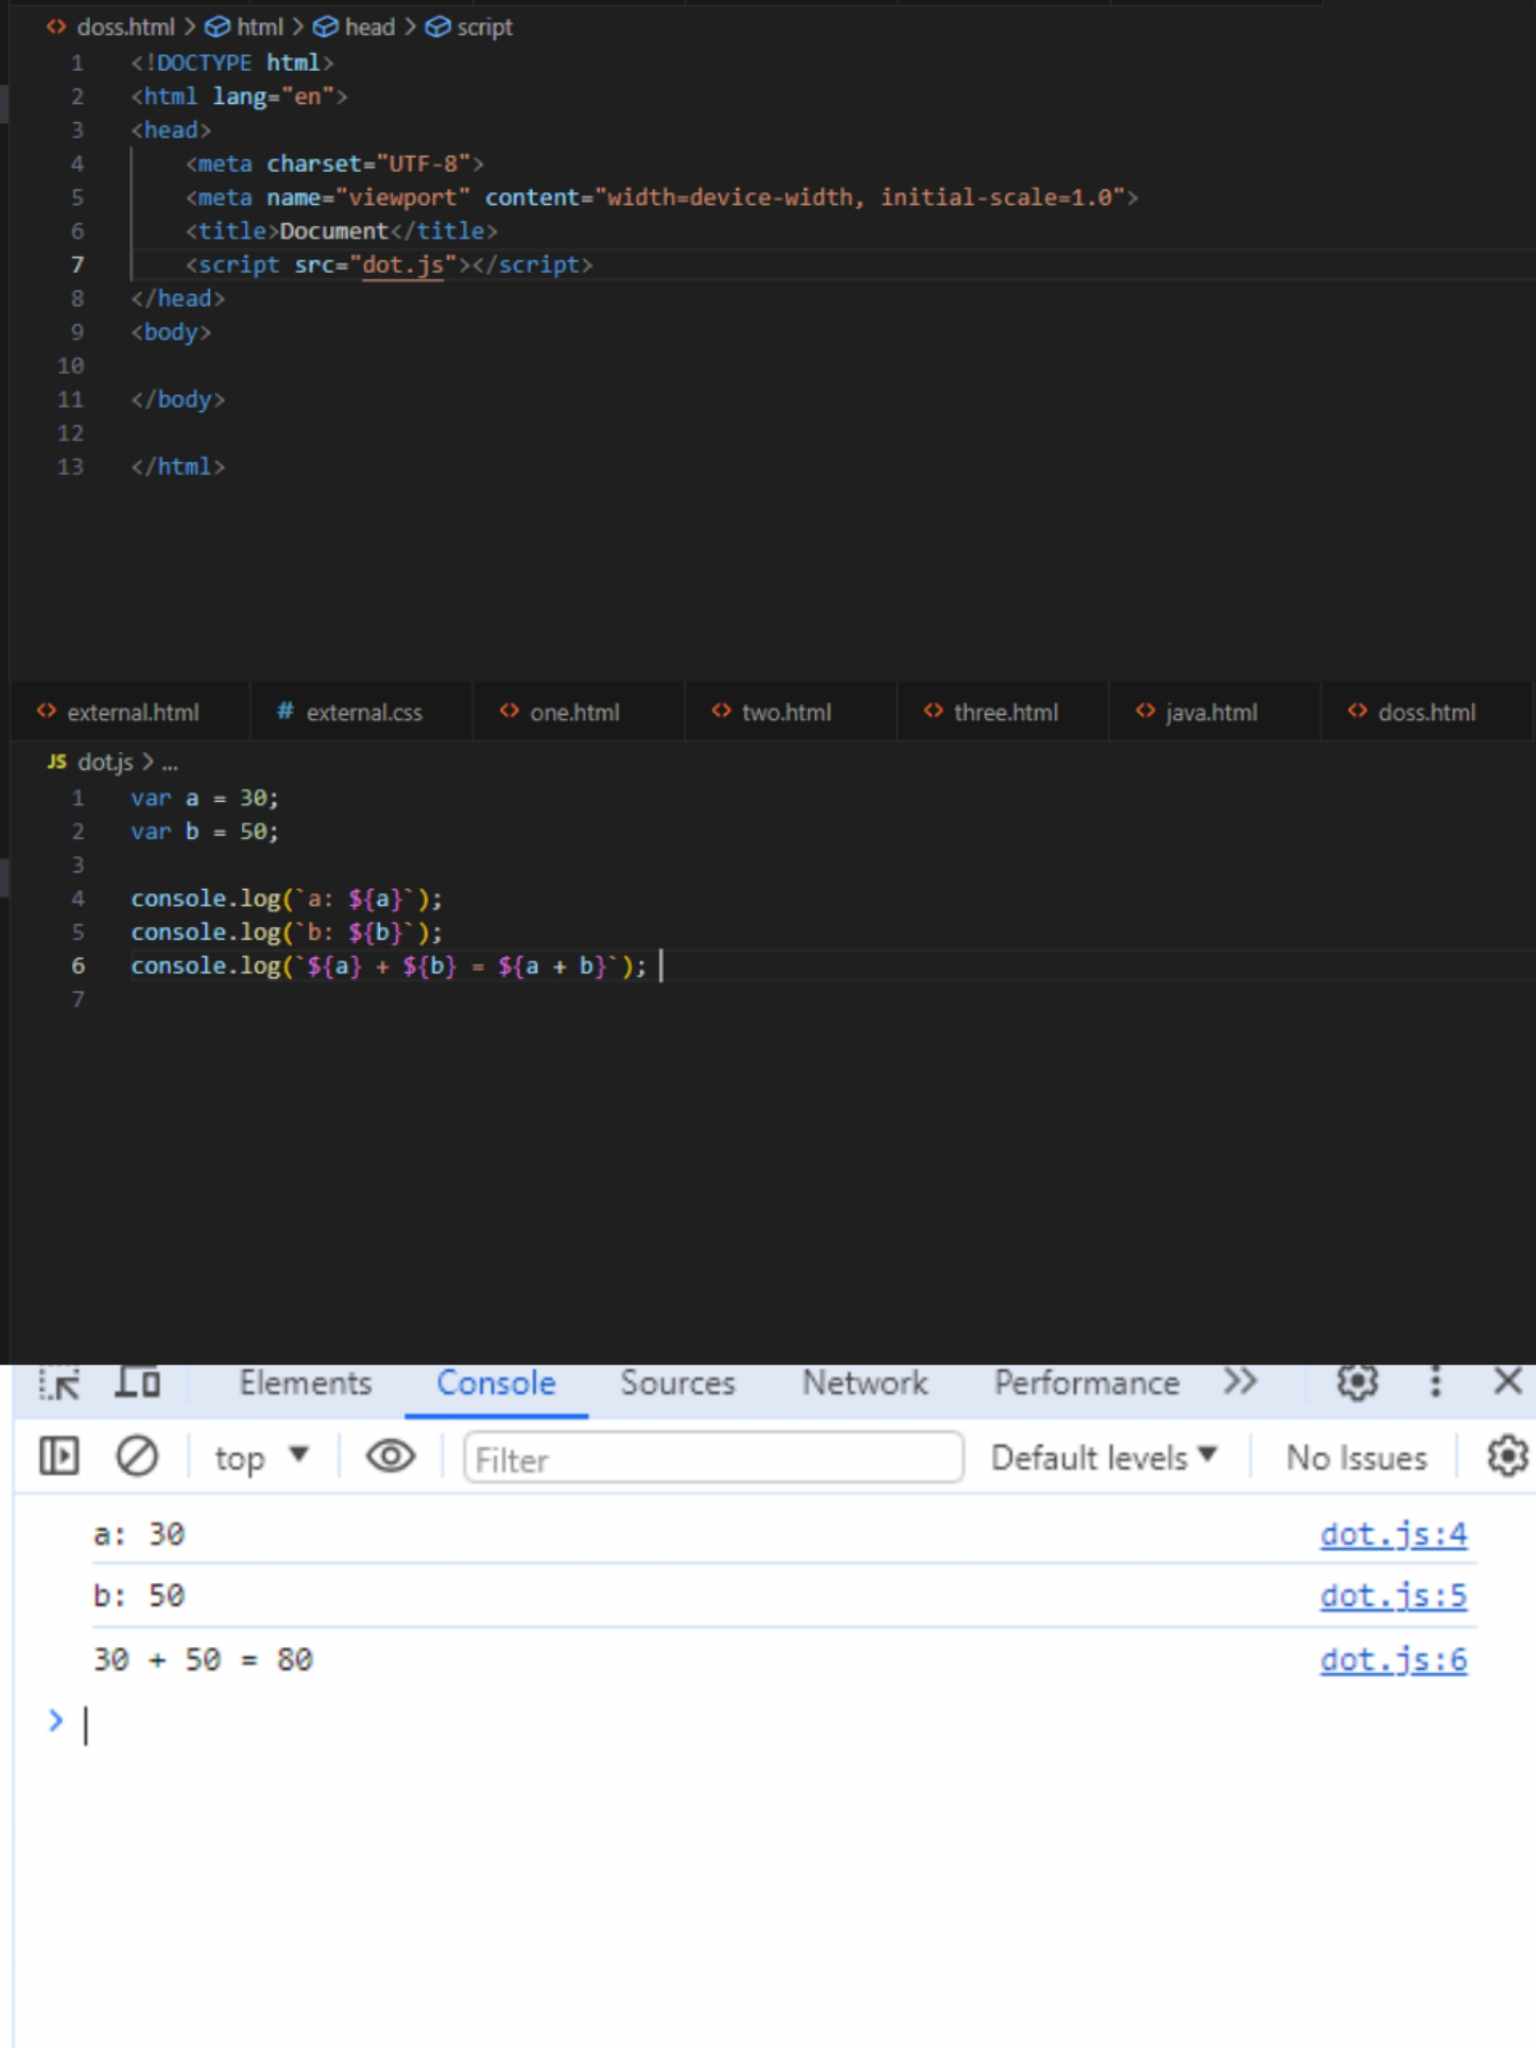 doss.html > html > head > script
1 <!DOCTYPE html>
2 <html lang="en">
3 <head>
4 <meta charset="UTF-8">
5 <meta name="viewport" content="width=device-width, initial-scale=1.0">
6 <title>Document</title>
7 <script src="dot.js"></script>
8 </head>
9 <body>
10
11 </body>
12
13 </html>
external.html # external.css one.html two.html three.html java.html doss.html
JS dot.js > ...
1 var a = 30;
2 var b = 50;
3
4 console.log(`a: ${a}`);
5 console.log(`b: ${b}`);
6 console.log(`${a} + ${b} = ${a + b}`);
7
Elements Console Sources Network Performance
top Filter Default levels No Issues
a: 30 dot.js:4
b: 50 dot.js:5
30 + 50 = 80 dot.js:6
>